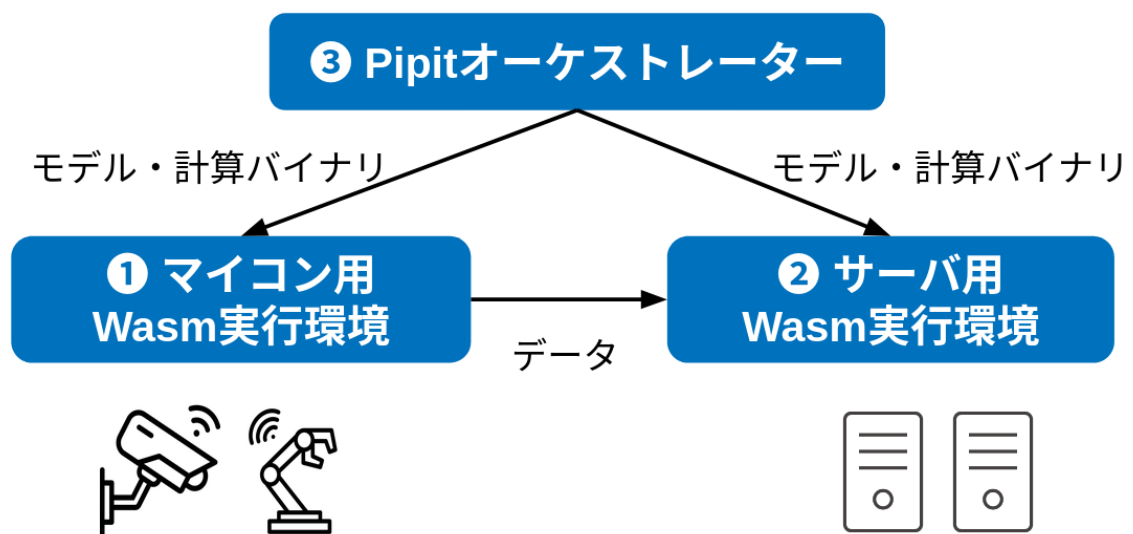 ❸ Pipitオーケストレーター
モデル・計算バイナリ
モデル・計算バイナリ
❶ マイコン用
Wasm実行環境
❷ サーバ用
Wasm実行環境
データ